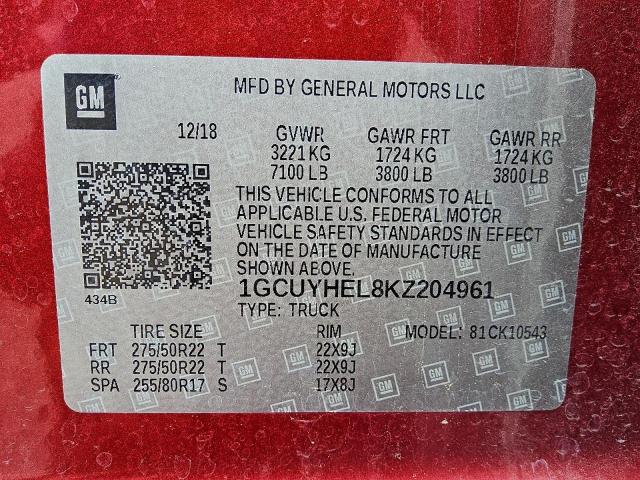 GM
MFD BY GENERAL MOTORS LLC
12/18 GVWR GAWR FRT GAWR RR
3221 KG 1724 KG 1724 KG
7100 LB 3800 LB 3800 LB
THIS VEHICLE CONFORMS TO ALL
APPLICABLE U.S. FEDERAL MOTOR
VEHICLE SAFETY STANDARDS IN EFFECT
ON THE DATE OF MANUFACTURE
SHOWN ABOVE.
434B
1GCUYHEL8KZ204961
TYPE: TRUCK
TIRE SIZE RIM MODEL: 81CK10543
FRT 275/50R22 T 22X9J
RR 275/50R22 T 22X9J
SPA 255/80R17 S 17X8J